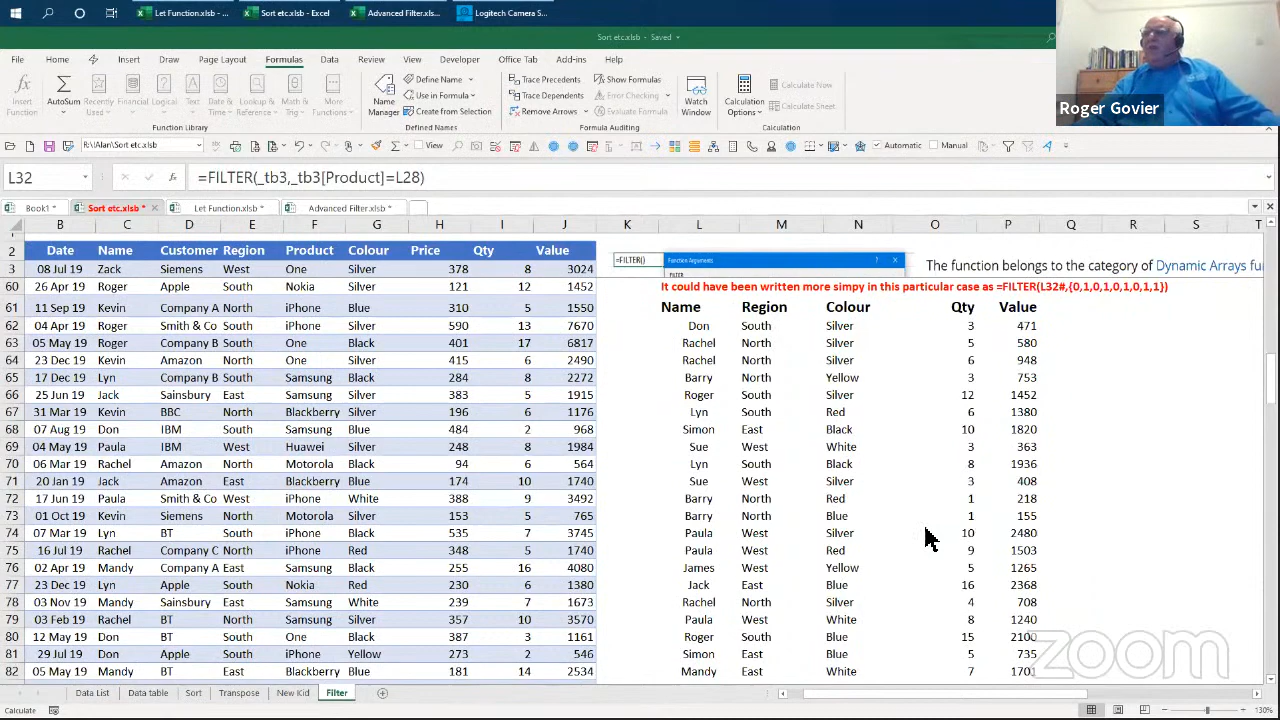 Let Function.xlsb - ...
Sort etc.xlsb - Excel
Advanced Filter.xls...
Logitech Camera S...
Sort etc.xlsb - Saved
Roger Govier
File Home Insert Draw Page Layout Formulas Data Review View Developer Office Tab Add-ins Help
Insert Function
AutoSum
Recently Used
Financial
Logical
Text
Date & Time
Lookup & Reference
Math & Trig
More Functions
Function Library
Name Manager
Define Name
Use in Formula
Create from Selection
Defined Names
Trace Precedents
Trace Dependents
Remove Arrows
Show Formulas
Error Checking
Evaluate Formula
Formula Auditing
Watch Window
Calculation Options
Calculate Now
Calculate Sheet
Calculation
R:\IAlan\Sort etc.xlsb
View
Automatic
Manual
L32
fx
=FILTER(_tb3,_tb3[Product]=L28)
Book1 *
Sort etc.xlsb *
Let Function.xlsb *
Advanced Filter.xlsb *
B C D E F G H I J K L M N O P Q R S T
2 Date Name Customer Region Product Colour Price Qty Value
=FILTER()
Function Arguments
FILTER
The function belongs to the category of Dynamic Arrays fu
It could have been written more simpy in this particular case as =FILTER(L32#,{0,1,0,1,0,1,0,1,1})
3 08 Jul 19 Zack Siemens West One Silver 378 8 3024
60 26 Apr 19 Roger Apple South Nokia Silver 121 12 1452
61 11 Sep 19 Kevin Company A North iPhone Blue 310 5 1550
62 04 Apr 19 Roger Smith & Co South iPhone Silver 590 13 7670
63 05 May 19 Roger Company B South One Black 401 17 6817
64 23 Dec 19 Kevin Amazon North One Silver 415 6 2490
65 17 Dec 19 Lyn Company B South Samsung Black 284 8 2272
66 25 Jun 19 Jack Sainsbury East Samsung Silver 383 5 1915
67 31 Mar 19 Kevin BBC North Blackberry Silver 196 6 1176
68 07 Aug 19 Don IBM South Samsung Blue 484 2 968
69 04 May 19 Paula IBM West Huawei Silver 248 8 1984
70 06 Mar 19 Rachel Amazon North Motorola Black 94 6 564
71 20 Jan 19 Jack Amazon East Blackberry Blue 174 10 1740
72 17 Jun 19 Paula Smith & Co West iPhone White 388 9 3492
73 01 Oct 19 Kevin Siemens North Motorola Silver 153 5 765
74 07 Mar 19 Lyn BT South iPhone Black 535 7 3745
75 16 Jul 19 Rachel Company C North iPhone Red 348 5 1740
76 02 Apr 19 Mandy Company A East Samsung Black 255 16 4080
77 23 Dec 19 Lyn Apple South Nokia Red 230 6 1380
78 03 Nov 19 Mandy Sainsbury East Samsung White 239 7 1673
79 03 Feb 19 Rachel BT North Samsung Silver 357 10 3570
80 12 May 19 Don BT South One Black 387 3 1161
81 29 Jul 19 Don Apple South iPhone Yellow 273 2 546
82 05 May 19 Mandy BT East Blackberry Blue 181 14 2534
Name Region Colour Qty Value
Don South Silver 3 471
Rachel North Silver 5 580
Rachel North Silver 6 948
Barry North Yellow 3 753
Roger South Silver 12 1452
Lyn South Red 6 1380
Simon East Black 10 1820
Sue West White 3 363
Lyn South Black 8 1936
Sue West Silver 3 408
Barry North Red 1 218
Barry North Blue 1 155
Paula West Silver 10 2480
Paula West Red 9 1503
James West Yellow 5 1265
Jack East Blue 16 2368
Rachel North Silver 4 708
Paula West White 8 1240
Roger South Blue 15 2100
Simon East Blue 5 735
Mandy East White 7 1701
zoom
Data List Data table Sort Transpose New Kid Filter
Calculate
130%